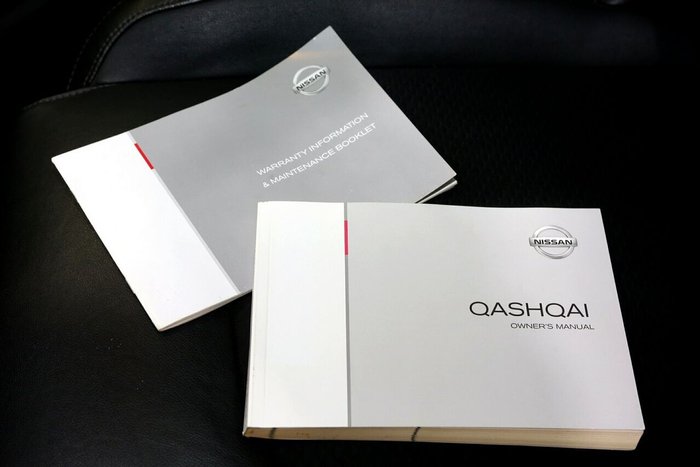 NISSAN
WARRANTY INFORMATION
& MAINTENANCE BOOKLET
NISSAN
QASHQAI
OWNER'S MANUAL